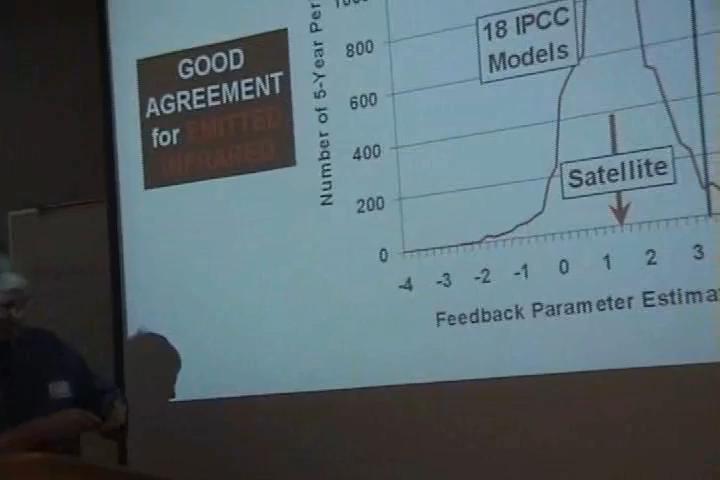 GOOD
AGREEMENT
for EMITTED
INFRARED
Number of 5-Year Per
1000
800
600
400
200
0
18 IPCC
Models
Satellite
-4 -3 -2 -1 0 1 2 3
Feedback Parameter Estima